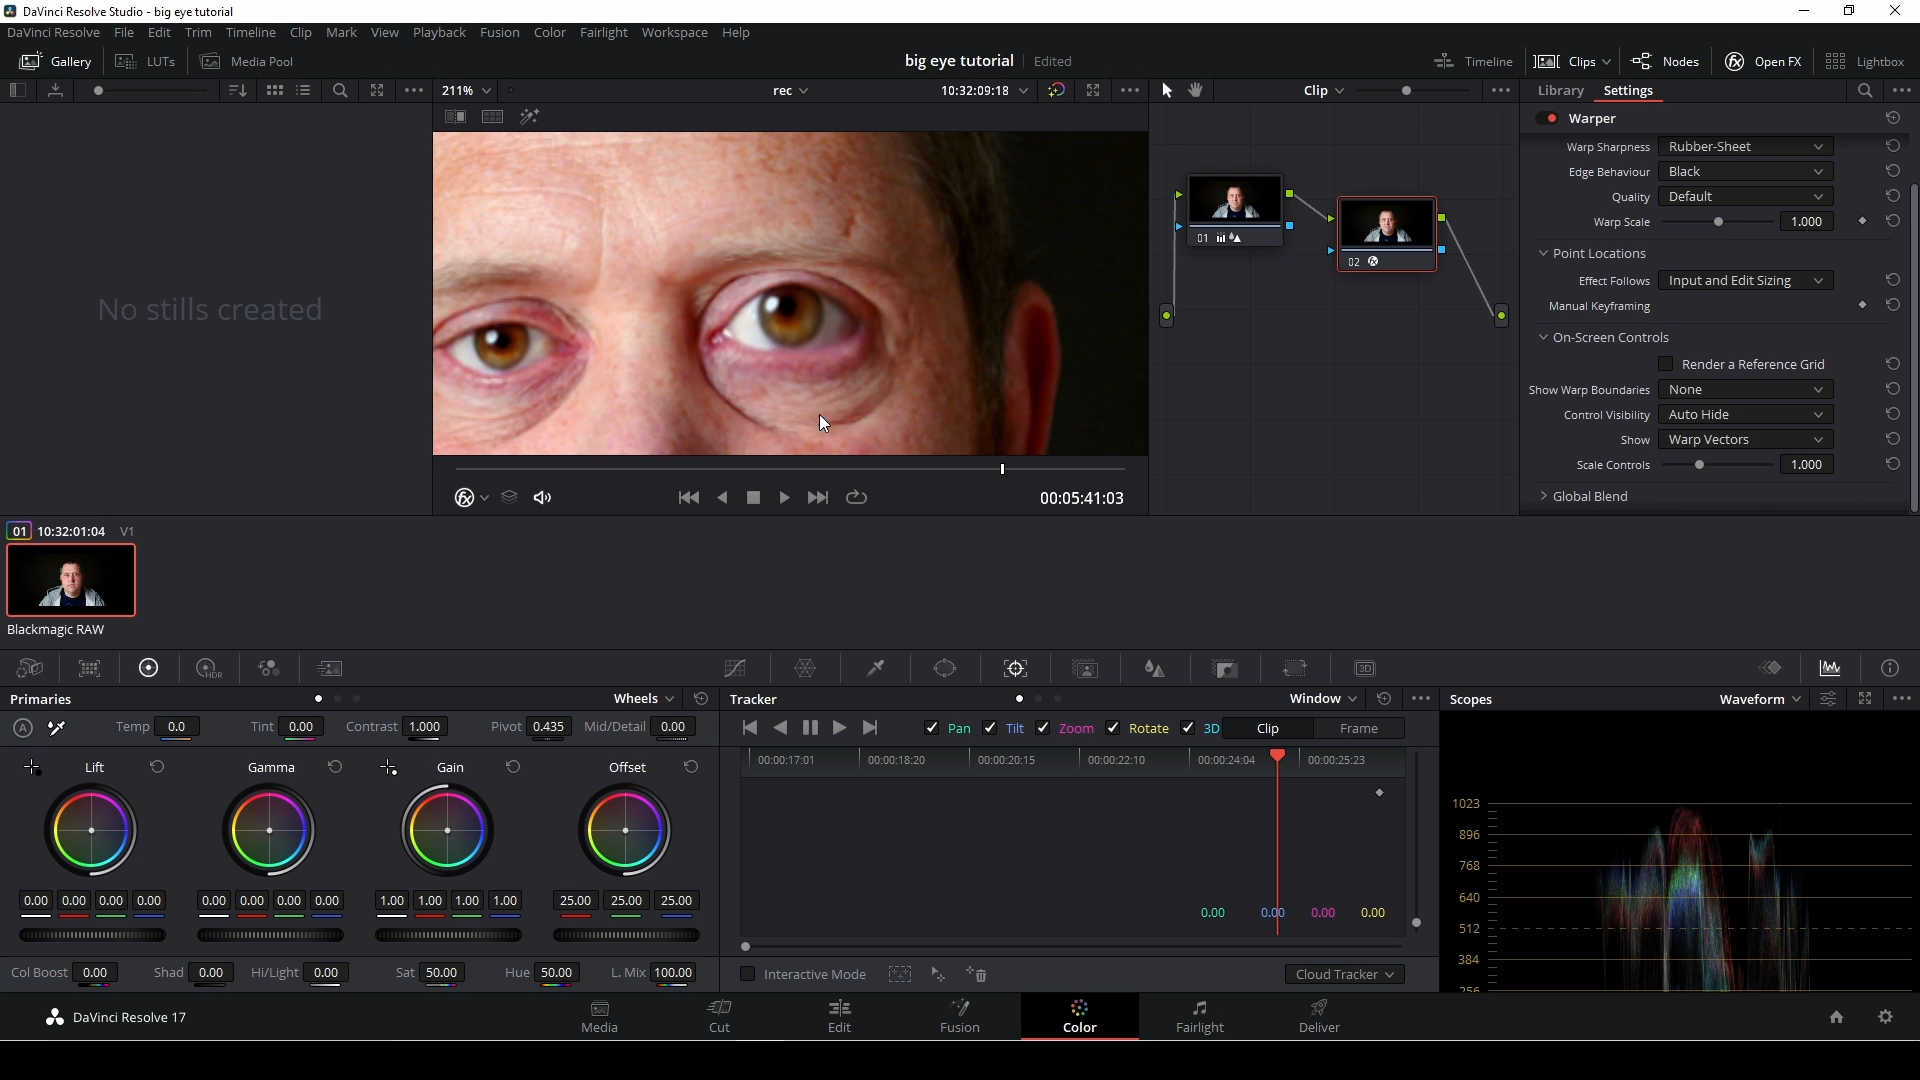 DaVinci Resolve Studio - big eye tutorial
DaVinci Resolve File Edit Trim Timeline Clip Mark View Playback Fusion Color Fairlight Workspace Help
Gallery LUTs Media Pool big eye tutorial Edited Timeline Clips Nodes Open FX Lightbox
211% rec 10:32:09:18 Clip Library Settings
Warper
Warp Sharpness Rubber-Sheet
Edge Behaviour Black
Quality Default
Warp Scale 1.000
Point Locations
Effect Follows Input and Edit Sizing
Manual Keyframing
On-Screen Controls
Render a Reference Grid
Show Warp Boundaries None
Control Visibility Auto Hide
Show Warp Vectors
Scale Controls 1.000
Global Blend
No stills created
01
02
00:05:41:03
01 10:32:01:04 V1
Blackmagic RAW
HDR
3D
Primaries Wheels Tracker Window Scopes Waveform
A Temp 0.0 Tint 0.00 Contrast 1.000 Pivot 0.435 Mid/Detail 0.00
Pan Tilt Zoom Rotate 3D Clip Frame
Lift Gamma Gain Offset
00:00:17:01 00:00:18:20 00:00:20:15 00:00:22:10 00:00:24:04 00:00:25:23
0.00 0.00 0.00 0.00 0.00 0.00 0.00 0.00 1.00 1.00 1.00 1.00 25.00 25.00 25.00
0.00 0.00 0.00 0.00
Col Boost 0.00 Shad 0.00 Hi/Light 0.00 Sat 50.00 Hue 50.00 L. Mix 100.00
Interactive Mode Cloud Tracker
1023
896
768
640
512
384
256
DaVinci Resolve 17
Media Cut Edit Fusion Color Fairlight Deliver